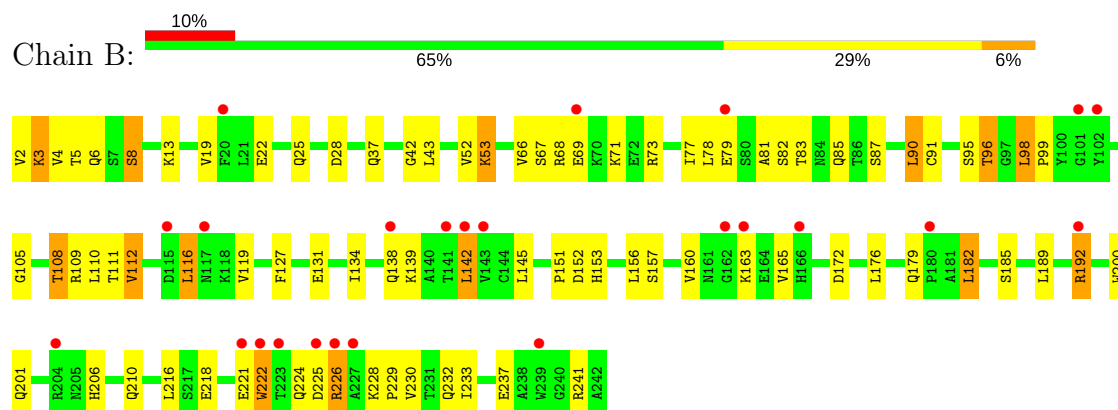 10%
Chain B:
65% 29% 6%
V2 K3 V4 T5 Q6 S7 S8 K13 V19 F20 L21 E22 Q25 D28 Q37 G42 L43 V52 K53 V66 S67 R68 E69 K70 K71 E72 R73 I77 L78 E79 S80 A81 S82 T83 N84 Q85 T86 S87 L90 C91 S95 T96 G97 L98 P99 Y100 G101 Y102
G105 T108 R109 L110 T111 V112 D115 L116 N117 K118 V119 F127 E131 I134 Q138 K139 A140 T141 L142 V143 C144 L145 P151 D152 H153 L156 S157 V160 N161 G162 K163 E164 V165 H166 D172 L176 Q179 P180 A181 L182 S185 L189 R192 W200
Q201 R204 N205 H206 Q210 L216 S217 E218 E221 W222 T223 Q224 D225 R226 A227 K228 P229 V230 T231 Q232 I233 E237 A238 W239 G240 R241 A242